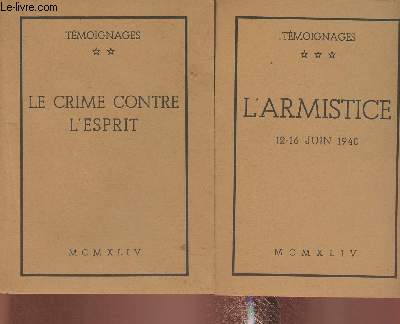 © Le-livre.com
TÉMOIGNAGES
☆ ☆
LE CRIME CONTRE
L'ESPRIT
MCMXLIV
TÉMOIGNAGES
☆ ☆ ☆
L'ARMISTICE
12-16 JUIN 1940
MCMXLIV